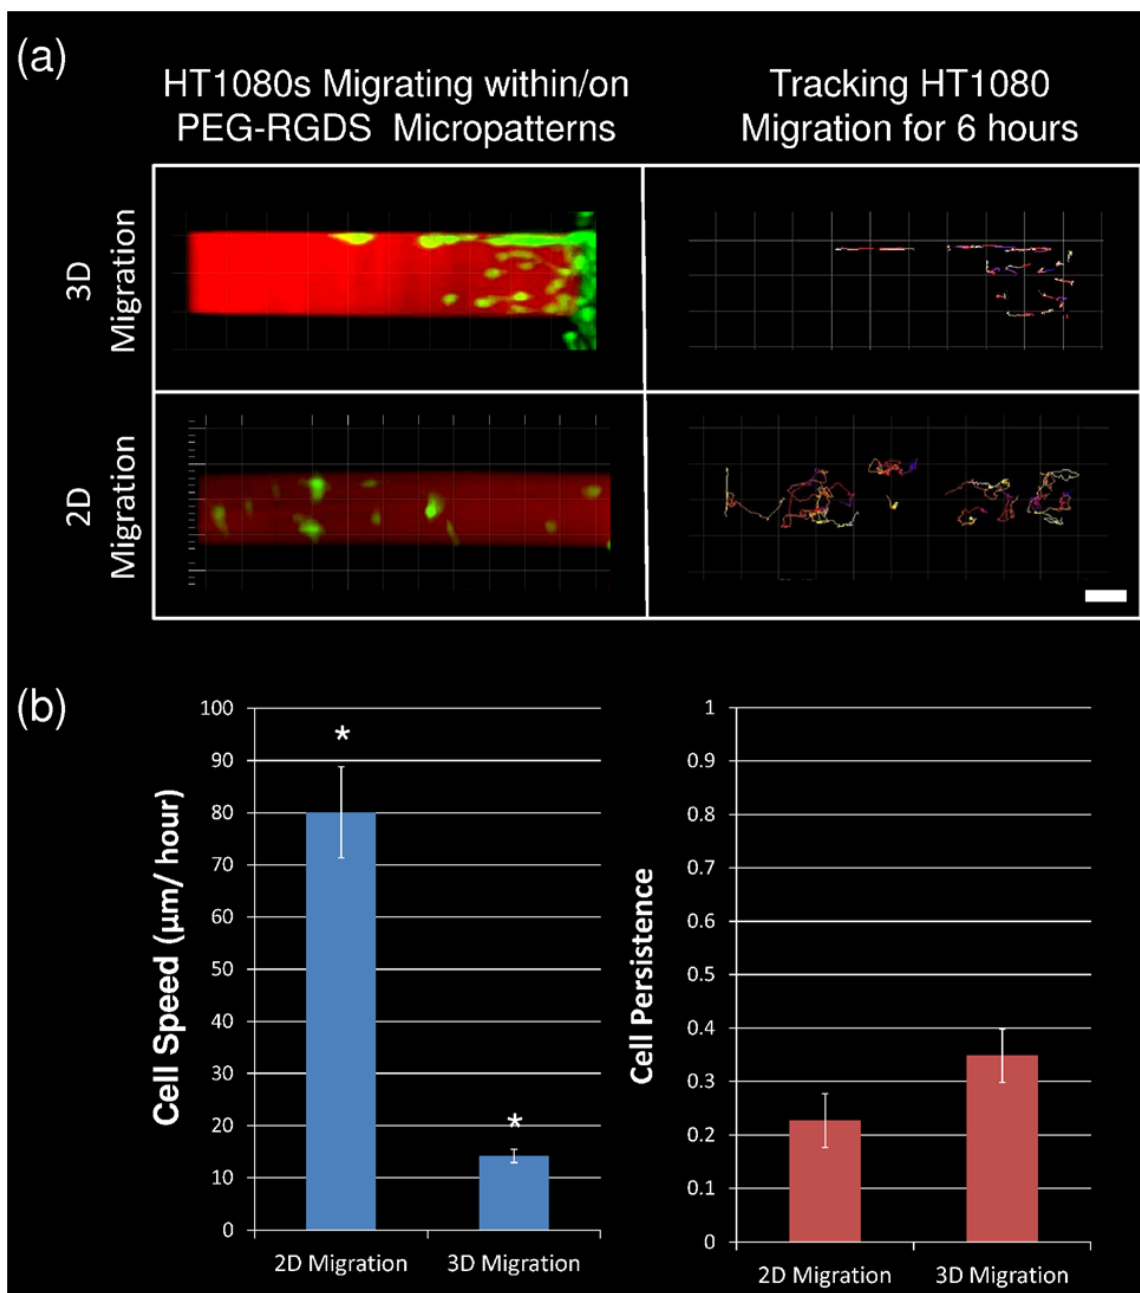 (a)
HT1080s Migrating within/on
PEG-RGDS Micropatterns
Tracking HT1080
Migration for 6 hours
3D
Migration
2D
Migration
(b)
Cell Speed (μm/ hour)
100
90
80
70
60
50
40
30
20
10
0
*
*
2D Migration
3D Migration
Cell Persistence
1
0.9
0.8
0.7
0.6
0.5
0.4
0.3
0.2
0.1
0
2D Migration
3D Migration